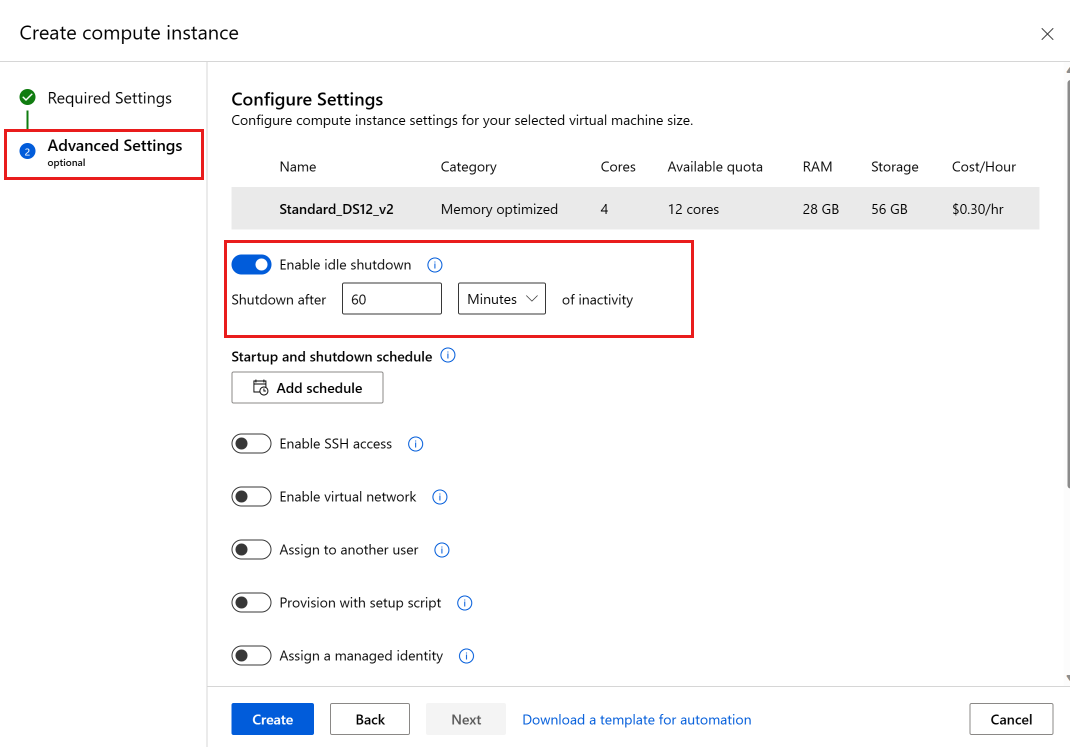 Create compute instance
Required Settings
2
Advanced Settings
optional
Configure Settings
Configure compute instance settings for your selected virtual machine size.
Name Category Cores Available quota RAM Storage Cost/Hour
Standard_DS12_v2 Memory optimized 4 12 cores 28 GB 56 GB $0.30/hr
Enable idle shutdown
Shutdown after 60 Minutes of inactivity
Startup and shutdown schedule
Add schedule
Enable SSH access
Enable virtual network
Assign to another user
Provision with setup script
Assign a managed identity
Create Back Next Download a template for automation Cancel